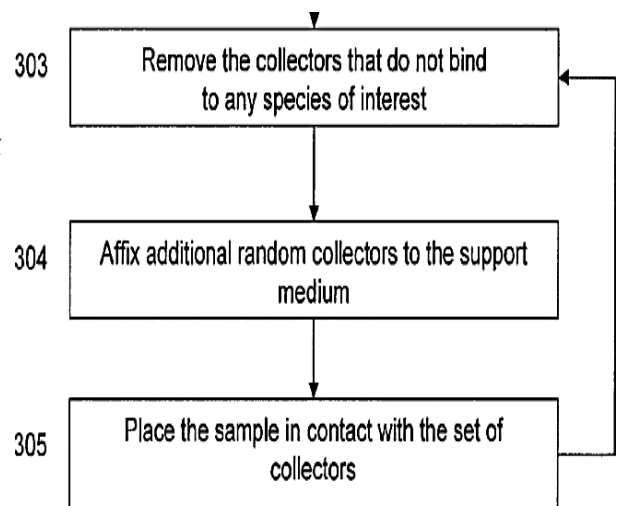 303
Remove the collectors that do not bind
to any species of interest
304
Affix additional random collectors to the support
medium
305
Place the sample in contact with the set of
collectors